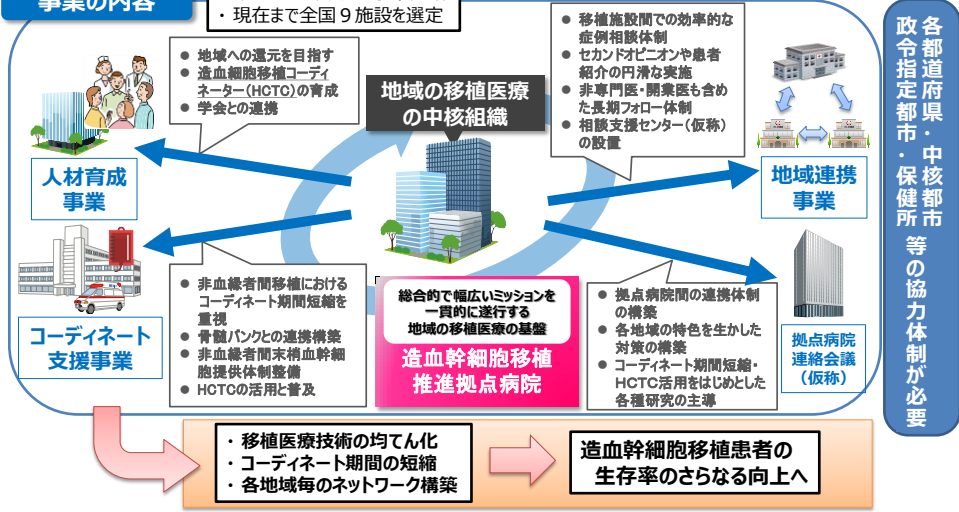 事業の内容
・現在まで全国９施設を選定
● 地域への還元を目指す
● 造血細胞移植コーディ
ネーター(HCTC)の育成
● 学会との連携
人材育成
事業
地域の移植医療
の中核組織
● 移植施設間での効率的な
症例相談体制
● セカンドオピニオンや患者
紹介の円滑な実施
● 非専門医・開業医も含め
た長期フォロー体制
● 相談支援センター(仮称)
の設置
地域連携
事業
コーディネート
支援事業
● 非血縁者間移植における
コーディネート期間短縮を
重視
● 骨髄バンクとの連携構築
● 非血縁者間末梢血幹細
胞提供体制整備
● HCTCの活用と普及
総合的で幅広いミッションを
一貫的に遂行する
地域の移植医療の基盤
造血幹細胞移植
推進拠点病院
● 拠点病院間の連携体制
の構築
● 各地域の特色を生かした
対策の構築
● コーディネート期間短縮・
HCTC活用をはじめとした
各種研究の主導
拠点病院
連絡会議
（仮称）
各都道府県・中核都市
政令指定都市・保健所
等の協力体制が必要
・移植医療技術の均てん化
・コーディネート期間の短縮
・各地域毎のネットワーク構築
造血幹細胞移植患者の
生存率のさらなる向上へ